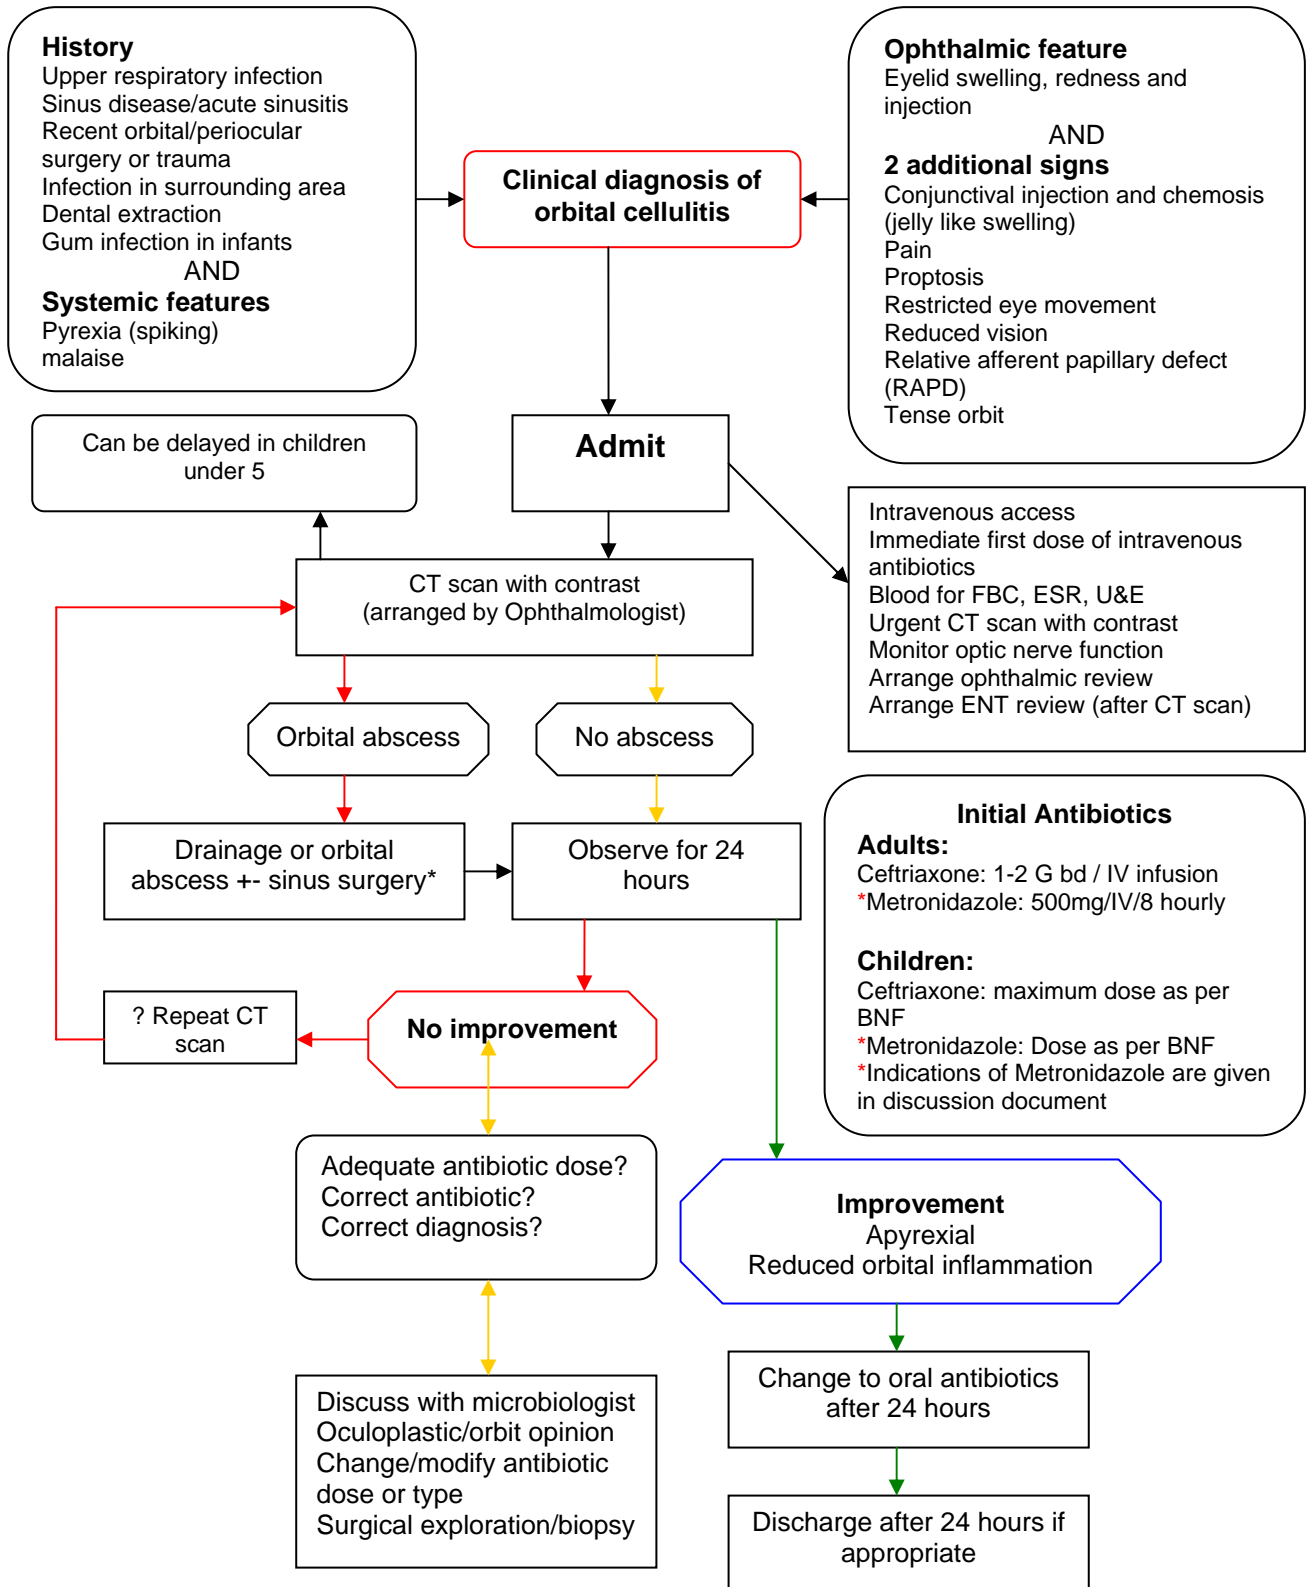 History
Upper respiratory infection
Sinus disease/acute sinusitis
Recent orbital/periocular
surgery or trauma
Infection in surrounding area
Dental extraction
Gum infection in infants
AND
Systemic features
Pyrexia (spiking)
malaise
Clinical diagnosis of
orbital cellulitis
Ophthalmic feature
Eyelid swelling, redness and
injection
AND
2 additional signs
Conjunctival injection and chemosis
(jelly like swelling)
Pain
Proptosis
Restricted eye movement
Reduced vision
Relative afferent papillary defect
(RAPD)
Tense orbit
Can be delayed in children
under 5
Admit
Intravenous access
Immediate first dose of intravenous
antibiotics
Blood for FBC, ESR, U&E
Urgent CT scan with contrast
Monitor optic nerve function
Arrange ophthalmic review
Arrange ENT review (after CT scan)
CT scan with contrast
(arranged by Ophthalmologist)
Orbital abscess
No abscess
Drainage or orbital
abscess +- sinus surgery*
Observe for 24
hours
Initial Antibiotics
Adults:
Ceftriaxone: 1-2 G bd / IV infusion
*Metronidazole: 500mg/IV/8 hourly
Children:
Ceftriaxone: maximum dose as per
BNF
*Metronidazole: Dose as per BNF
*Indications of Metronidazole are given
in discussion document
? Repeat CT
scan
No improvement
Adequate antibiotic dose?
Correct antibiotic?
Correct diagnosis?
Improvement
Apyrexial
Reduced orbital inflammation
Discuss with microbiologist
Oculoplastic/orbit opinion
Change/modify antibiotic
dose or type
Surgical exploration/biopsy
Change to oral antibiotics
after 24 hours
Discharge after 24 hours if
appropriate